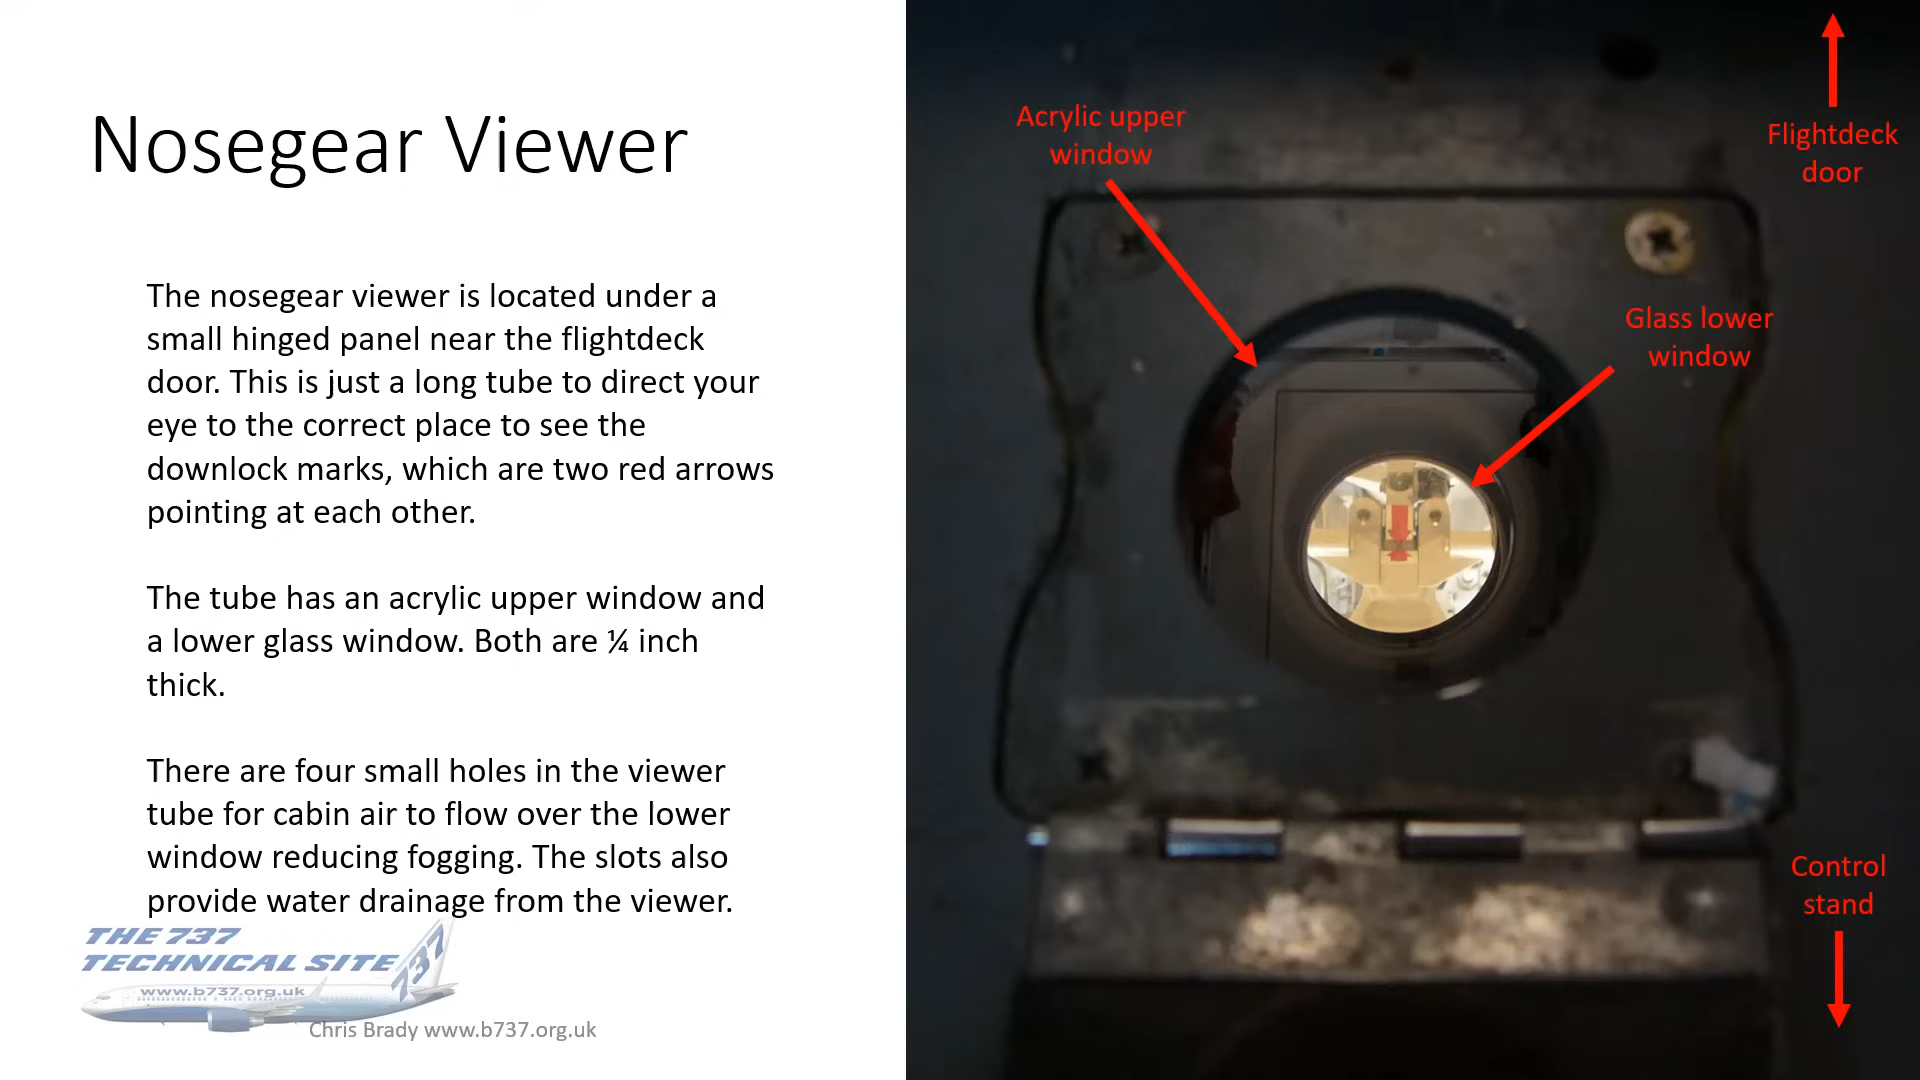 Nosegear Viewer
The nosegear viewer is located under a
small hinged panel near the flightdeck
door. This is just a long tube to direct your
eye to the correct place to see the
downlock marks, which are two red arrows
pointing at each other.
The tube has an acrylic upper window and
a lower glass window. Both are ¼ inch
thick.
There are four small holes in the viewer
tube for cabin air to flow over the lower
window reducing fogging. The slots also
provide water drainage from the viewer.
THE 737
TECHNICAL SITE
737
www.b737.org.uk
Chris Brady www.b737.org.uk
Acrylic upper
window
Flightdeck
door
Glass lower
window
Control
stand